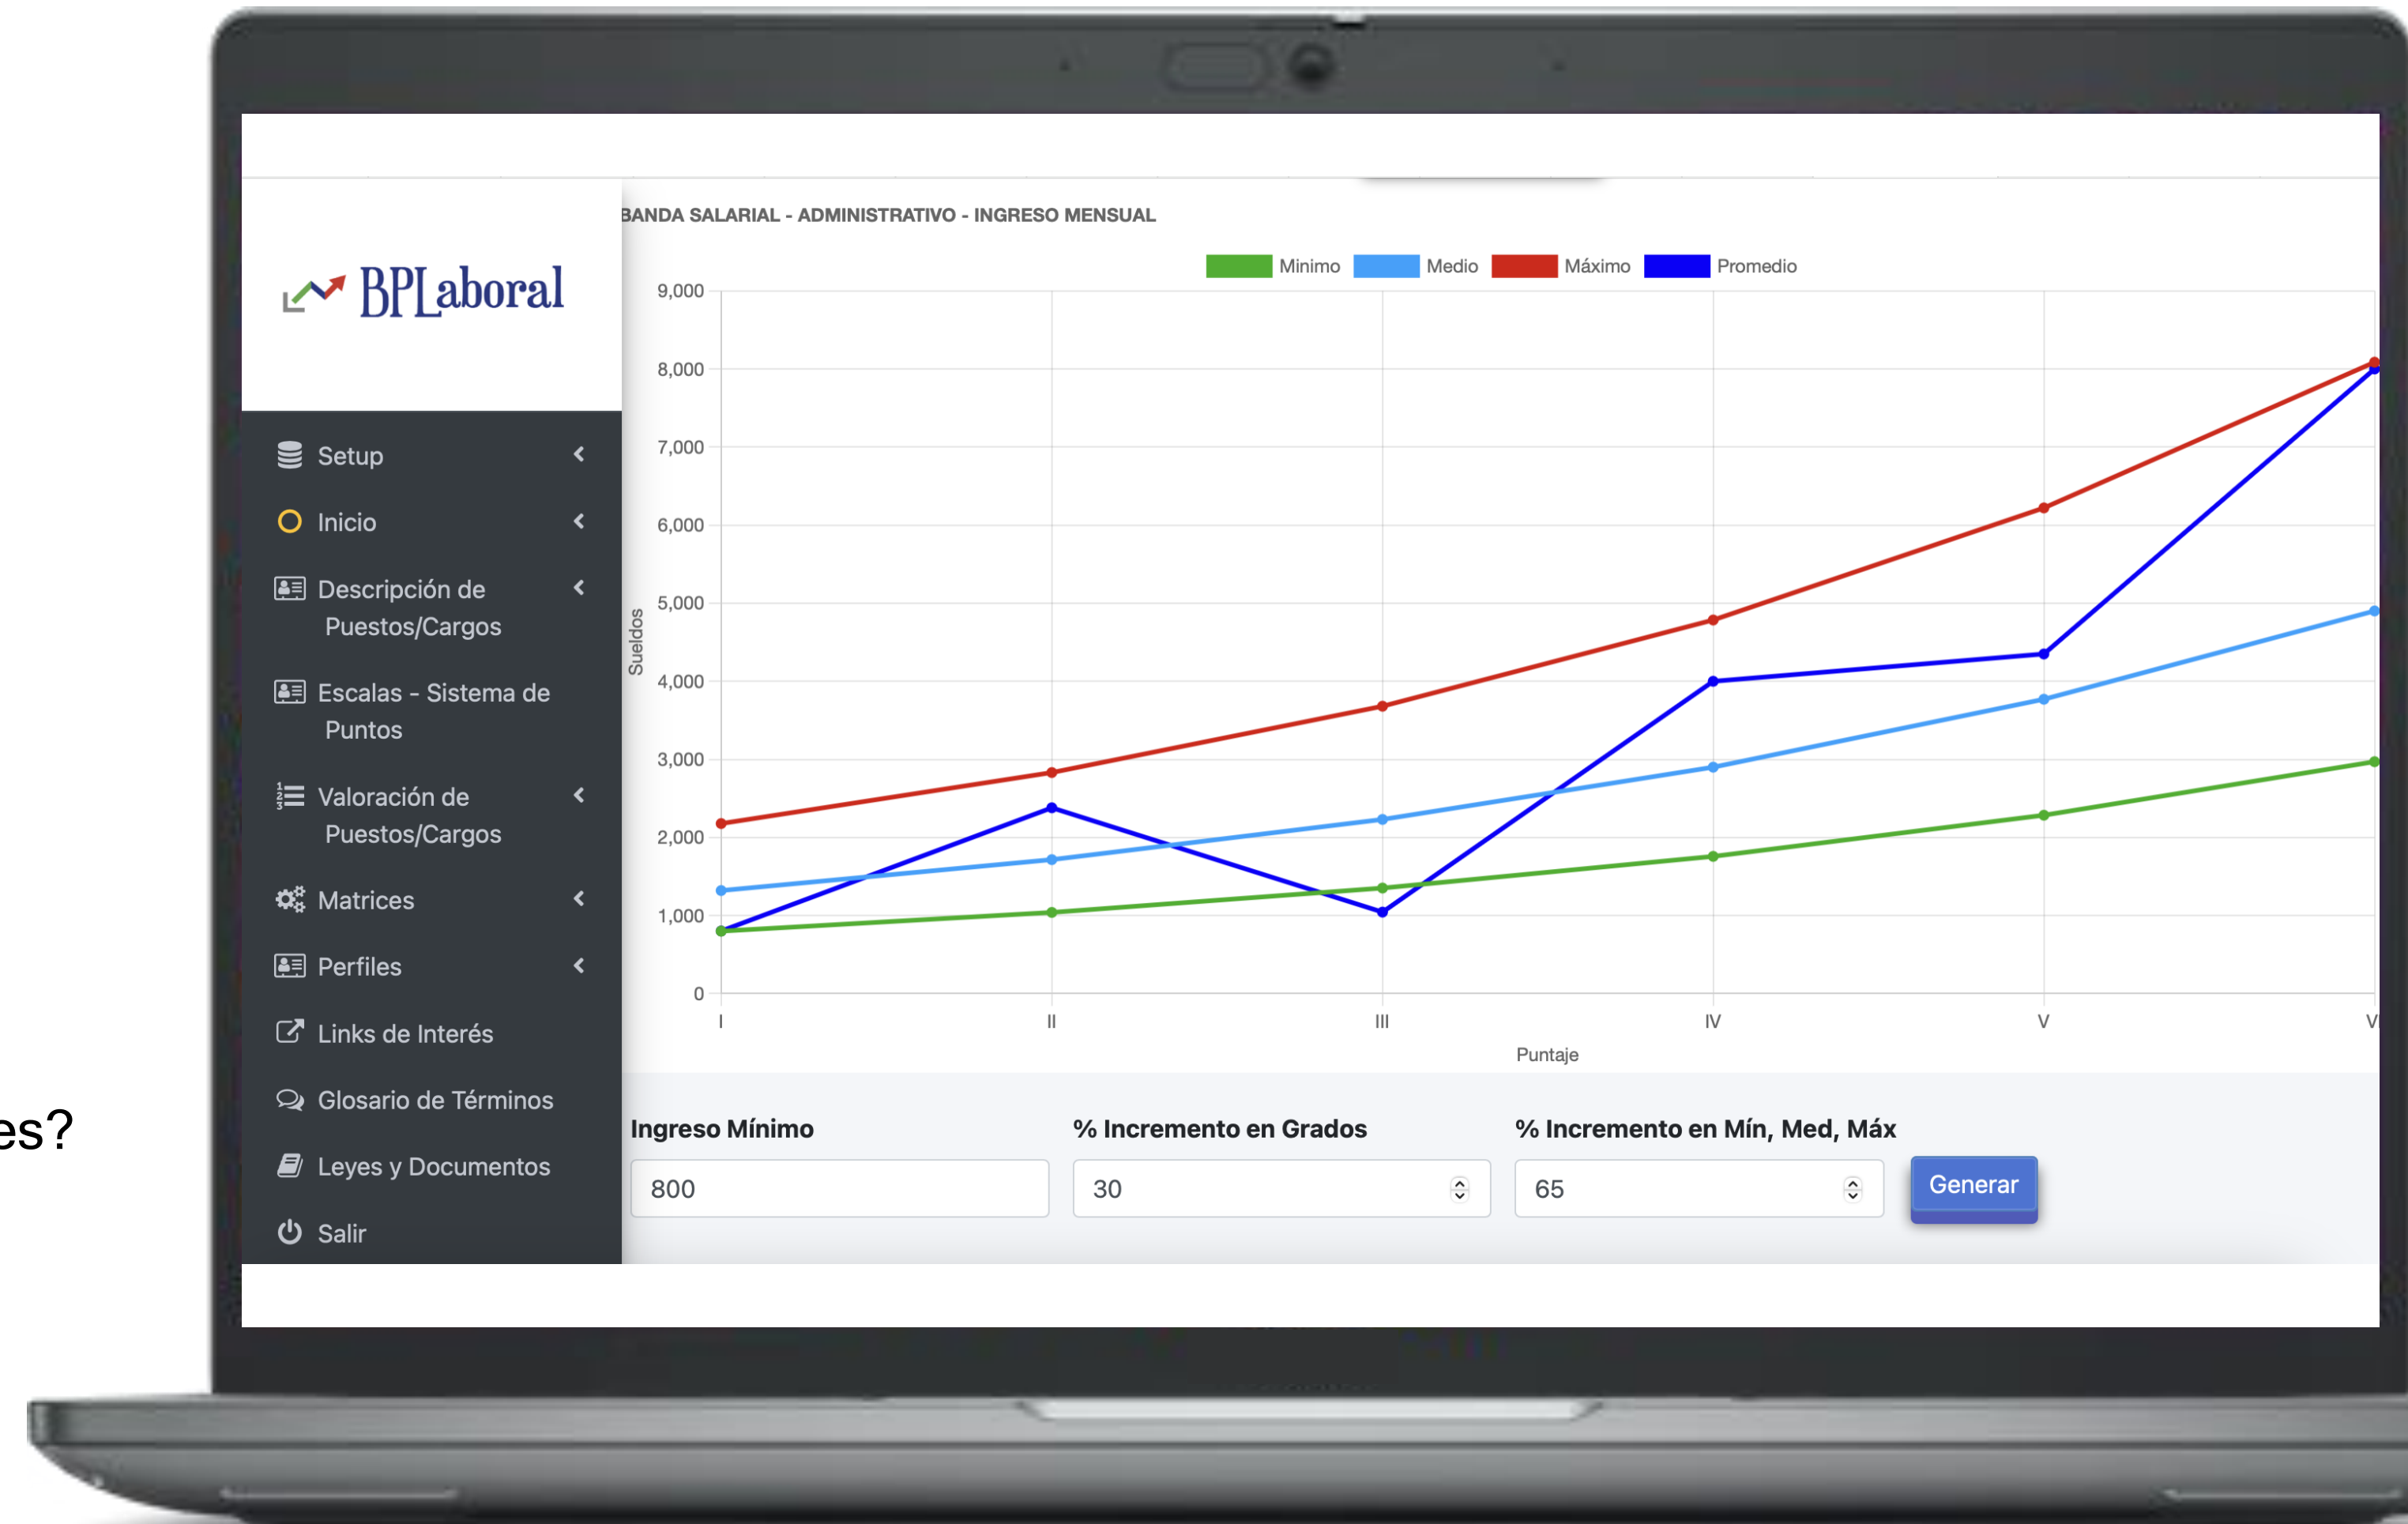 BPLaboral
Setup
Inicio
Descripción de
Puestos/Cargos
Escalas - Sistema de
Puntos
Valoración de
Puestos/Cargos
Matrices
Perfiles
Links de Interés
Glosario de Términos
Leyes y Documentos
Salir
BANDA SALARIAL - ADMINISTRATIVO - INGRESO MENSUAL
Minimo Medio Máximo Promedio
9,000
8,000
7,000
6,000
5,000
4,000
3,000
2,000
1,000
0
Sueldos
I II III IV V
Puntaje
Ingreso Mínimo % Incremento en Grados % Incremento en Mín, Med, Máx
800 30 65 Generar
es?